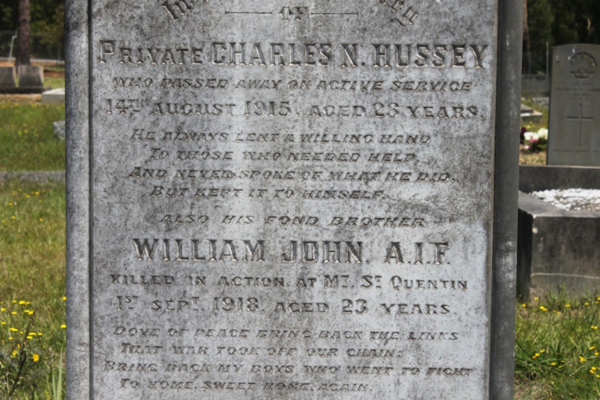 In
OF
PRIVATE CHARLES N. HUSSEY
WHO PASSED AWAY ON ACTIVE SERVICE
14TH AUGUST 1915. AGED 23 YEARS.
HE ALWAYS LENT A WILLING HAND
TO THOSE WHO NEEDED HELP,
AND NEVER SPOKE OF WHAT HE DID,
BUT KEPT IT TO HIMSELF.
ALSO HIS FOND BROTHER
WILLIAM JOHN. A.I.F.
KILLED IN ACTION, AT MT. ST QUENTIN
1ST SEPT. 1918. AGED 23 YEARS.
DOVE OF PEACE BRING BACK THE LINKS
THAT WAR TOOK OFF OUR CHAIN:
BRING BACK MY BOYS WHO WENT TO FIGHT
TO HOME, SWEET HOME, AGAIN.